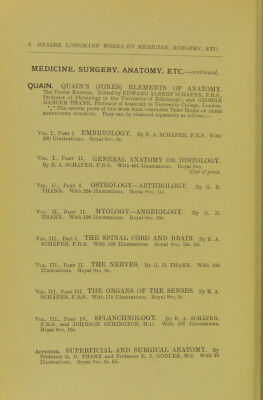 6 MESSRS. LONGMANS' WORKS ON MEDICINE, SURGERY, ETC.
MEDICINE, SURGERY, ANATOMY, ETC.—continued.
QUAIN. QUAIN'S (JONES) ELEMENTS OF ANATOMY.
The Tenth Edition. Edited by EDWARD ALBERT SCHÄFER, F.R.S.,
Professor of Physiology in the University of Edinburgh; and GEORGE
DANCER THANE, Professor of Anatomy in University College, London.
*** The several parts of this work form complete Text-Books of their
respective subjects. They can be obtained separately as follows:—
Vol. I., Part I. EMBRYOLOGY. By E. A. SCHÄFER, F.R.S. With
200 Illustrations. Royal 8vo, 9s.
Vol. I., Part II. GENERAL ANATOMY OR HISTOLOGY.
By E. A. SCHÄFER, F.R.S. With 491 Illustrations. Royal 8vo.
(Out of print.
Vol. II., Part I. OSTEOLOGY—ARTHROLOGY. By G. D.
THANE. With 224 Illustrations. Royal 8vo, 11s.
Vol. II., Part II. MYOLOGY—ANGEIOLOGY. By G. D.
THANE. With 199 Illustrations. Royal 8vo, 16s.
Vol. III., Part I. THE SPINAL CORD AND BRAIN. By E. A.
SCHÄFER, F.R.S. With 139 Illustrations. Royal 8vo, 12s. 6d.
Vol. III., Part II. THE NERVES. By G. D. THANE. With 102
Illustrations. Royal 8vo, 9s.
Vol. III., Part III. THE ORGANS OF THE SENSES. By E. A.
SCHÄFER, F.R.S. With 178 Illustrations. Royal 8vo, 9s.
Vol. III., Part IV. SPLANCHNOLOGY. By E. A. SCHÄFER,
F.R.S., and JOHNSON SYMINGTON, M.D. With 337 Illustrations.
Royal 8vo, 16s.
Appendix. SUPERFICIAL AND SURGICAL ANATOMY. By
Professor G. D. THANE and Professor R. J. GODLEE, M.S. With 29
Illustrations. Royal 8vo, 6s. 6d.